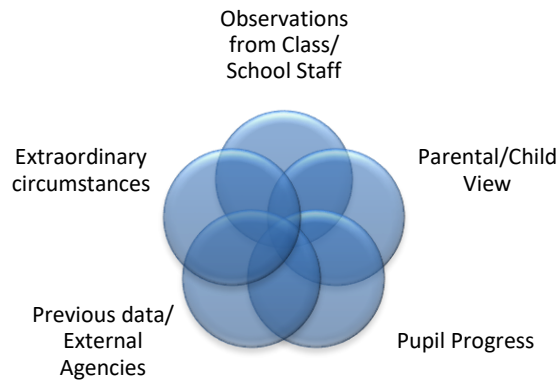 Observations
from Class/
School Staff
Extraordinary
circumstances
Parental/Child
View
Previous data/
External
Agencies
Pupil Progress